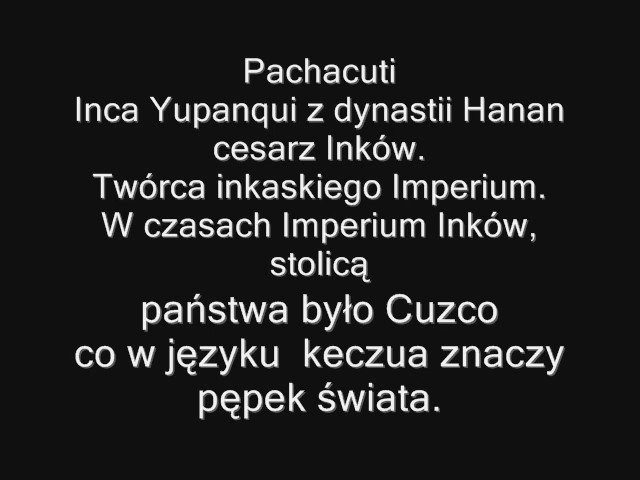 Pachacuti
Inca Yupanqui z dynastii Hanan
cesarz Inków.
Twórca inkaskiego Imperium.
W czasach Imperium Inków,
stolicą
państwa było Cuzco
co w języku keczua znaczy
pępek świata.